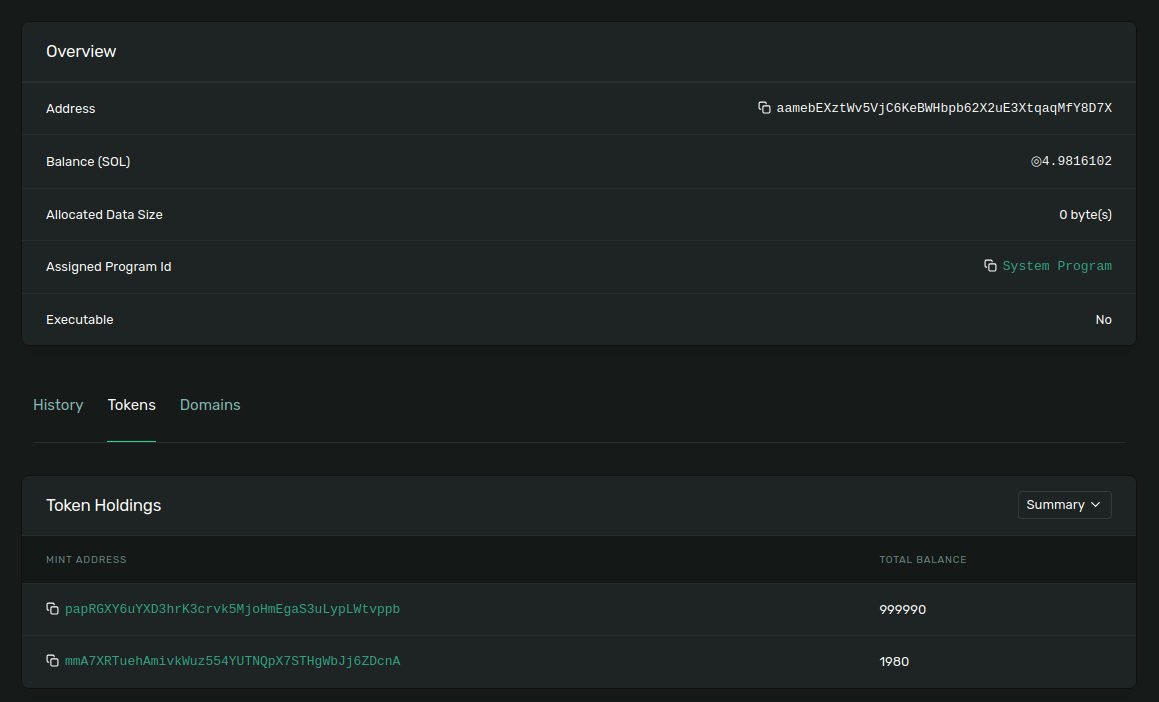 Overview
Address aamebEXztWv5VjC6KeBWHbpb62X2uE3XtqaqMfY8D7X
Balance (SOL) ◎4.9816102
Allocated Data Size 0 byte(s)
Assigned Program Id System Program
Executable No
History Tokens Domains
Token Holdings Summary
MINT ADDRESS TOTAL BALANCE
papRGXY6uYXD3hrK3crvk5MjoHmEgaS3uLypLWtvppb 999990
mmA7XRTuehAmivkWuz554YUTNQpX7STHgWbJj6ZDcnA 1980